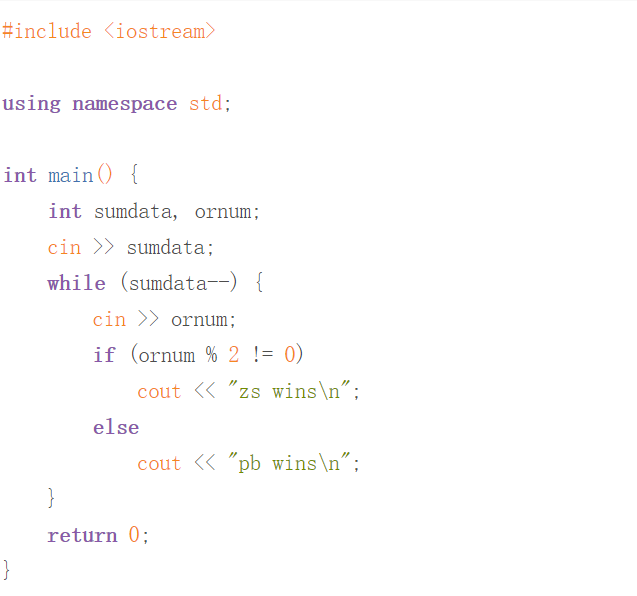 #include <iostream>
using namespace std;
int main() {
int sumdata, ornum;
cin >> sumdata;
while (sumdata--) {
cin >> ornum;
if (ornum % 2 != 0)
cout << "zs wins\n";
else
cout << "pb wins\n";
}
return 0;
}